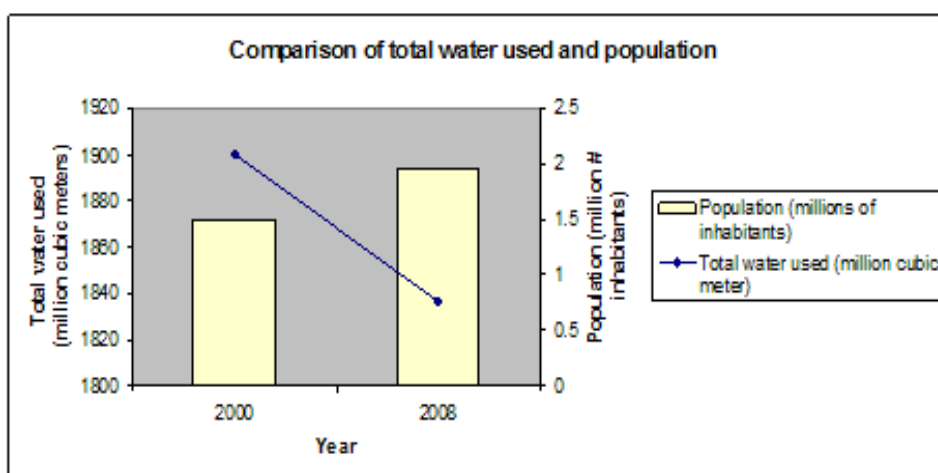 Comparison of total water used and population
Total water used
(million cubic meters)
1920
1900
1880
1860
1840
1820
1800
2.5
2
1.5
1
0.5
0
Population (million #
inhabitants)
2000
2008
Year
Population (millions of
inhabitants)
Total water used (million cubic
meter)